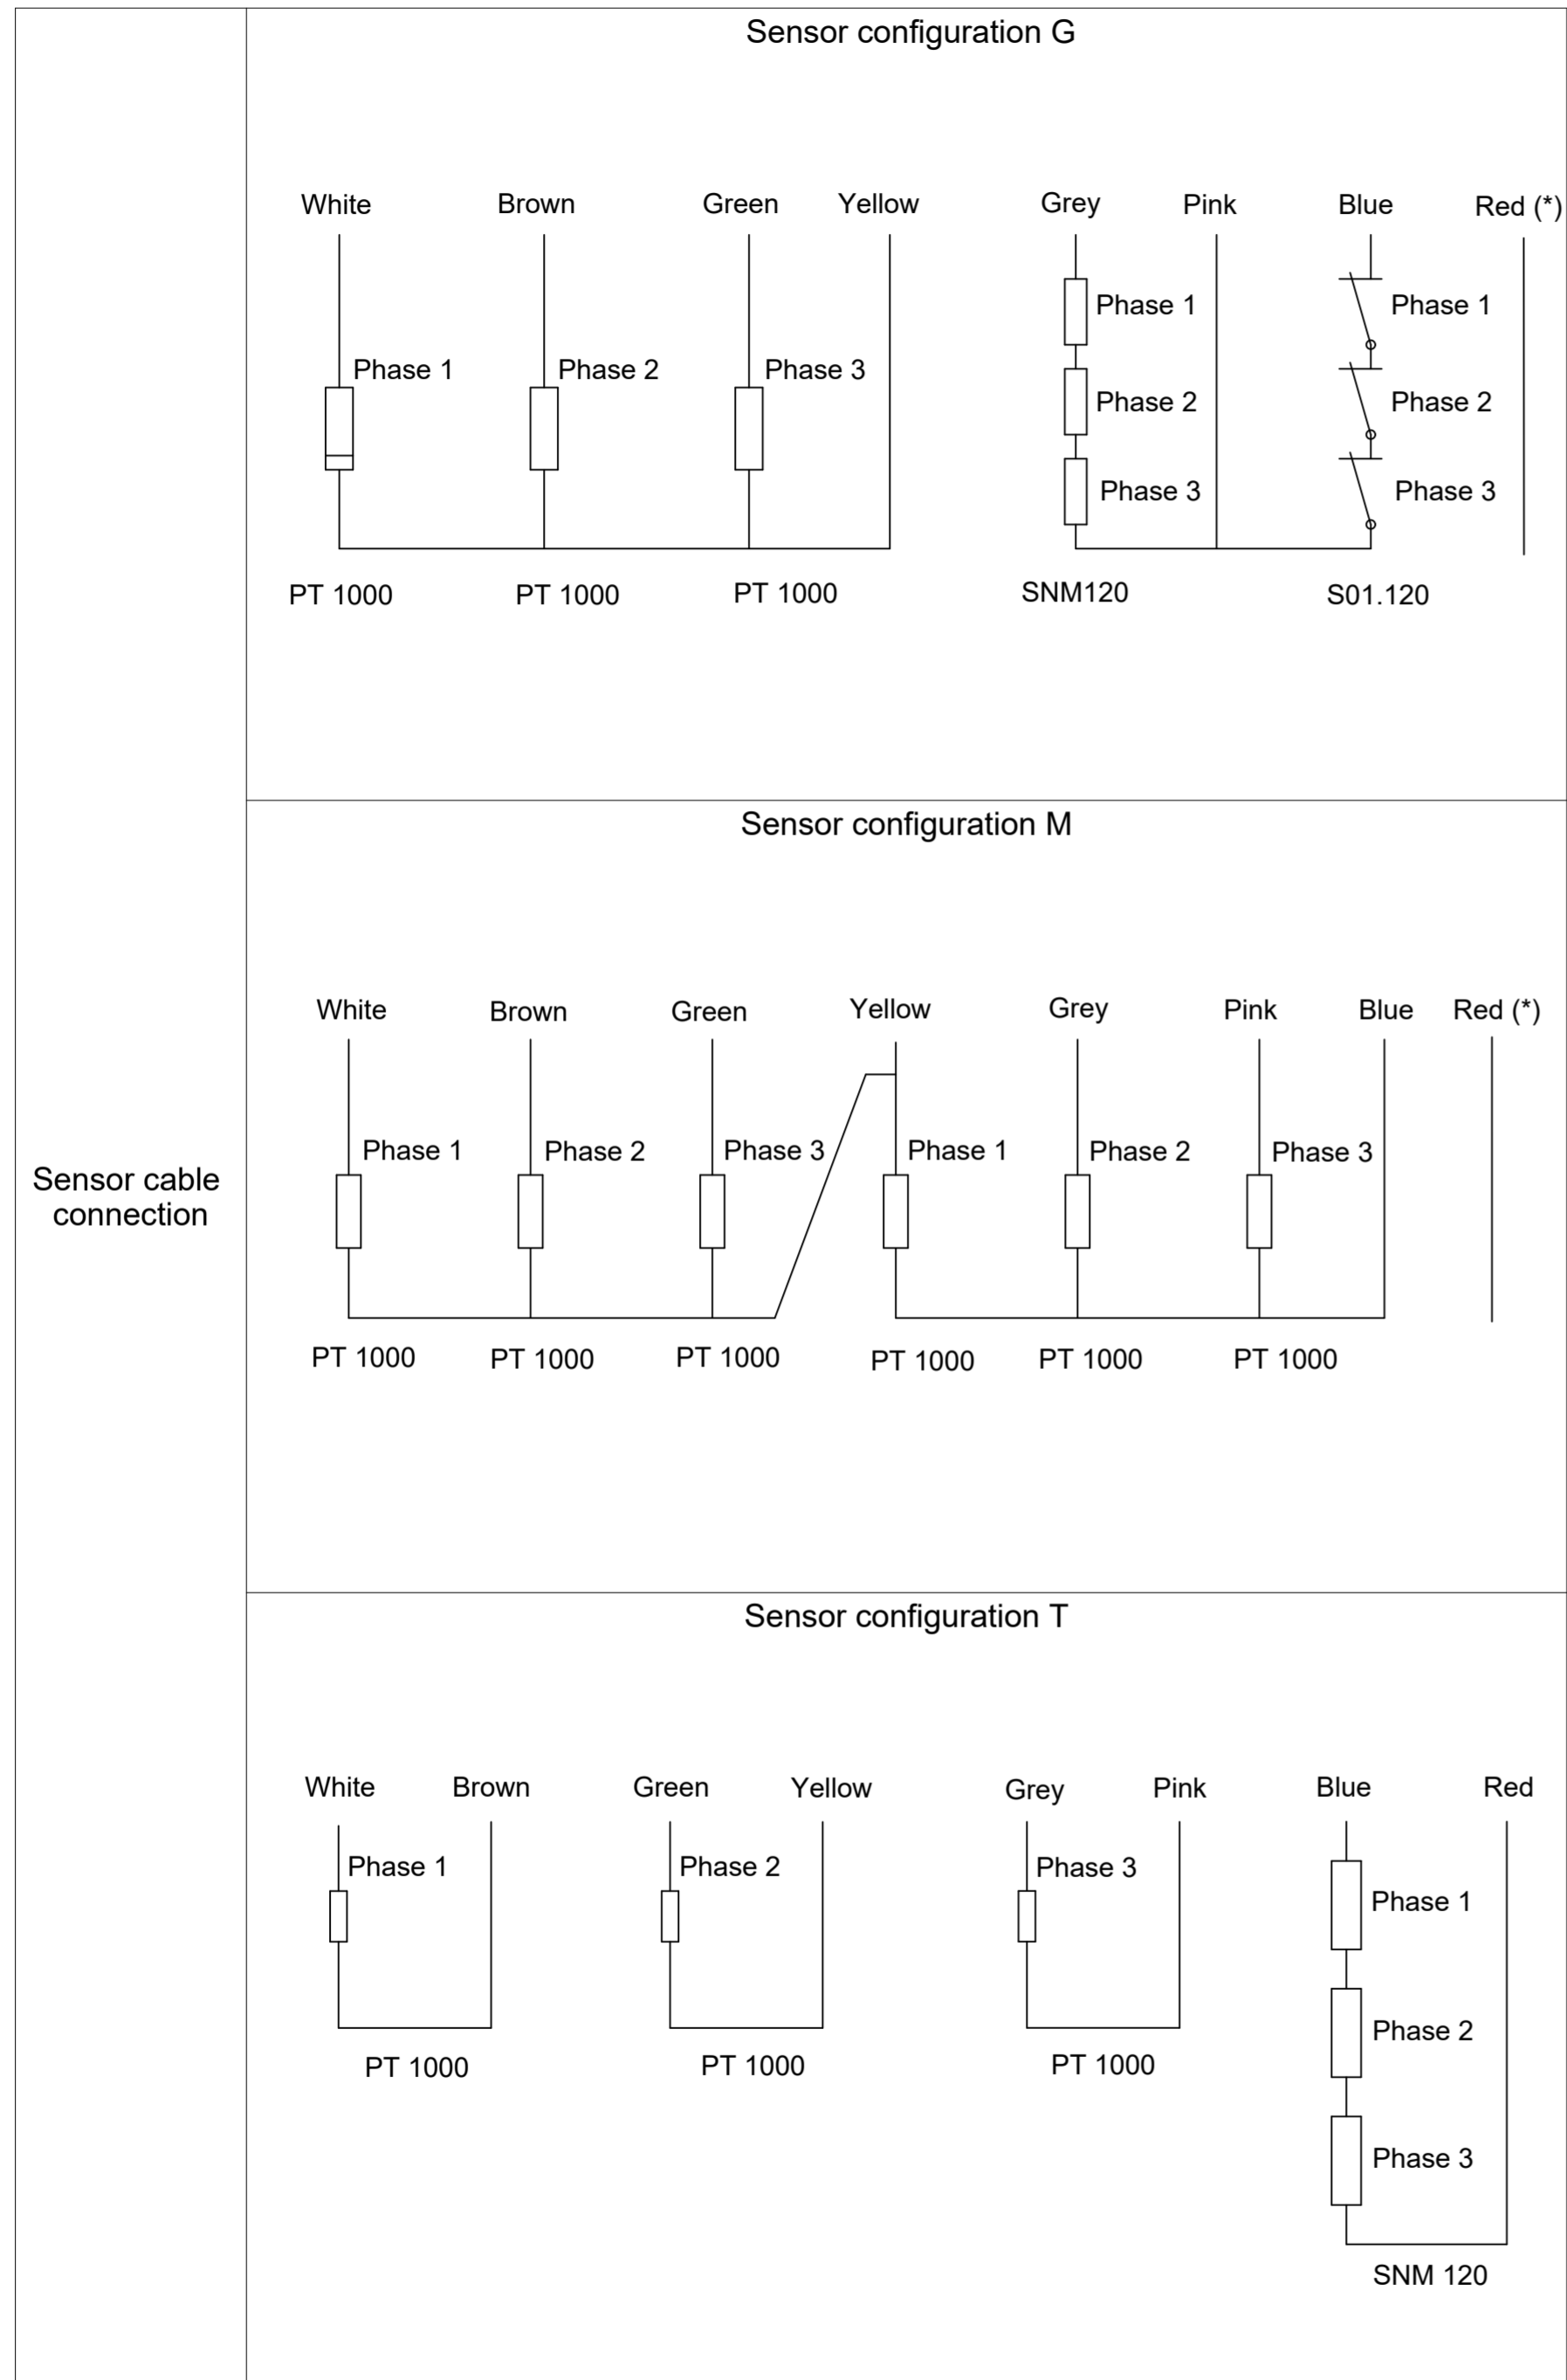 Sensor cable
connection
Sensor configuration G
White Brown Green Yellow Grey Pink Blue Red (*)
Phase 1 Phase 1
Phase 1 Phase 2 Phase 3
Phase 2 Phase 2
Phase 3 Phase 3
PT 1000 PT 1000 PT 1000 SNM120 S01.120
Sensor configuration M
White Brown Green Yellow Grey Pink Blue Red (*)
Phase 1 Phase 2 Phase 3 Phase 1 Phase 2 Phase 3
PT 1000 PT 1000 PT 1000 PT 1000 PT 1000 PT 1000
Sensor configuration T
White Brown Green Yellow Grey Pink Blue Red
Phase 1 Phase 2 Phase 3
Phase 1
Phase 2
PT 1000 PT 1000 PT 1000
Phase 3
SNM 120